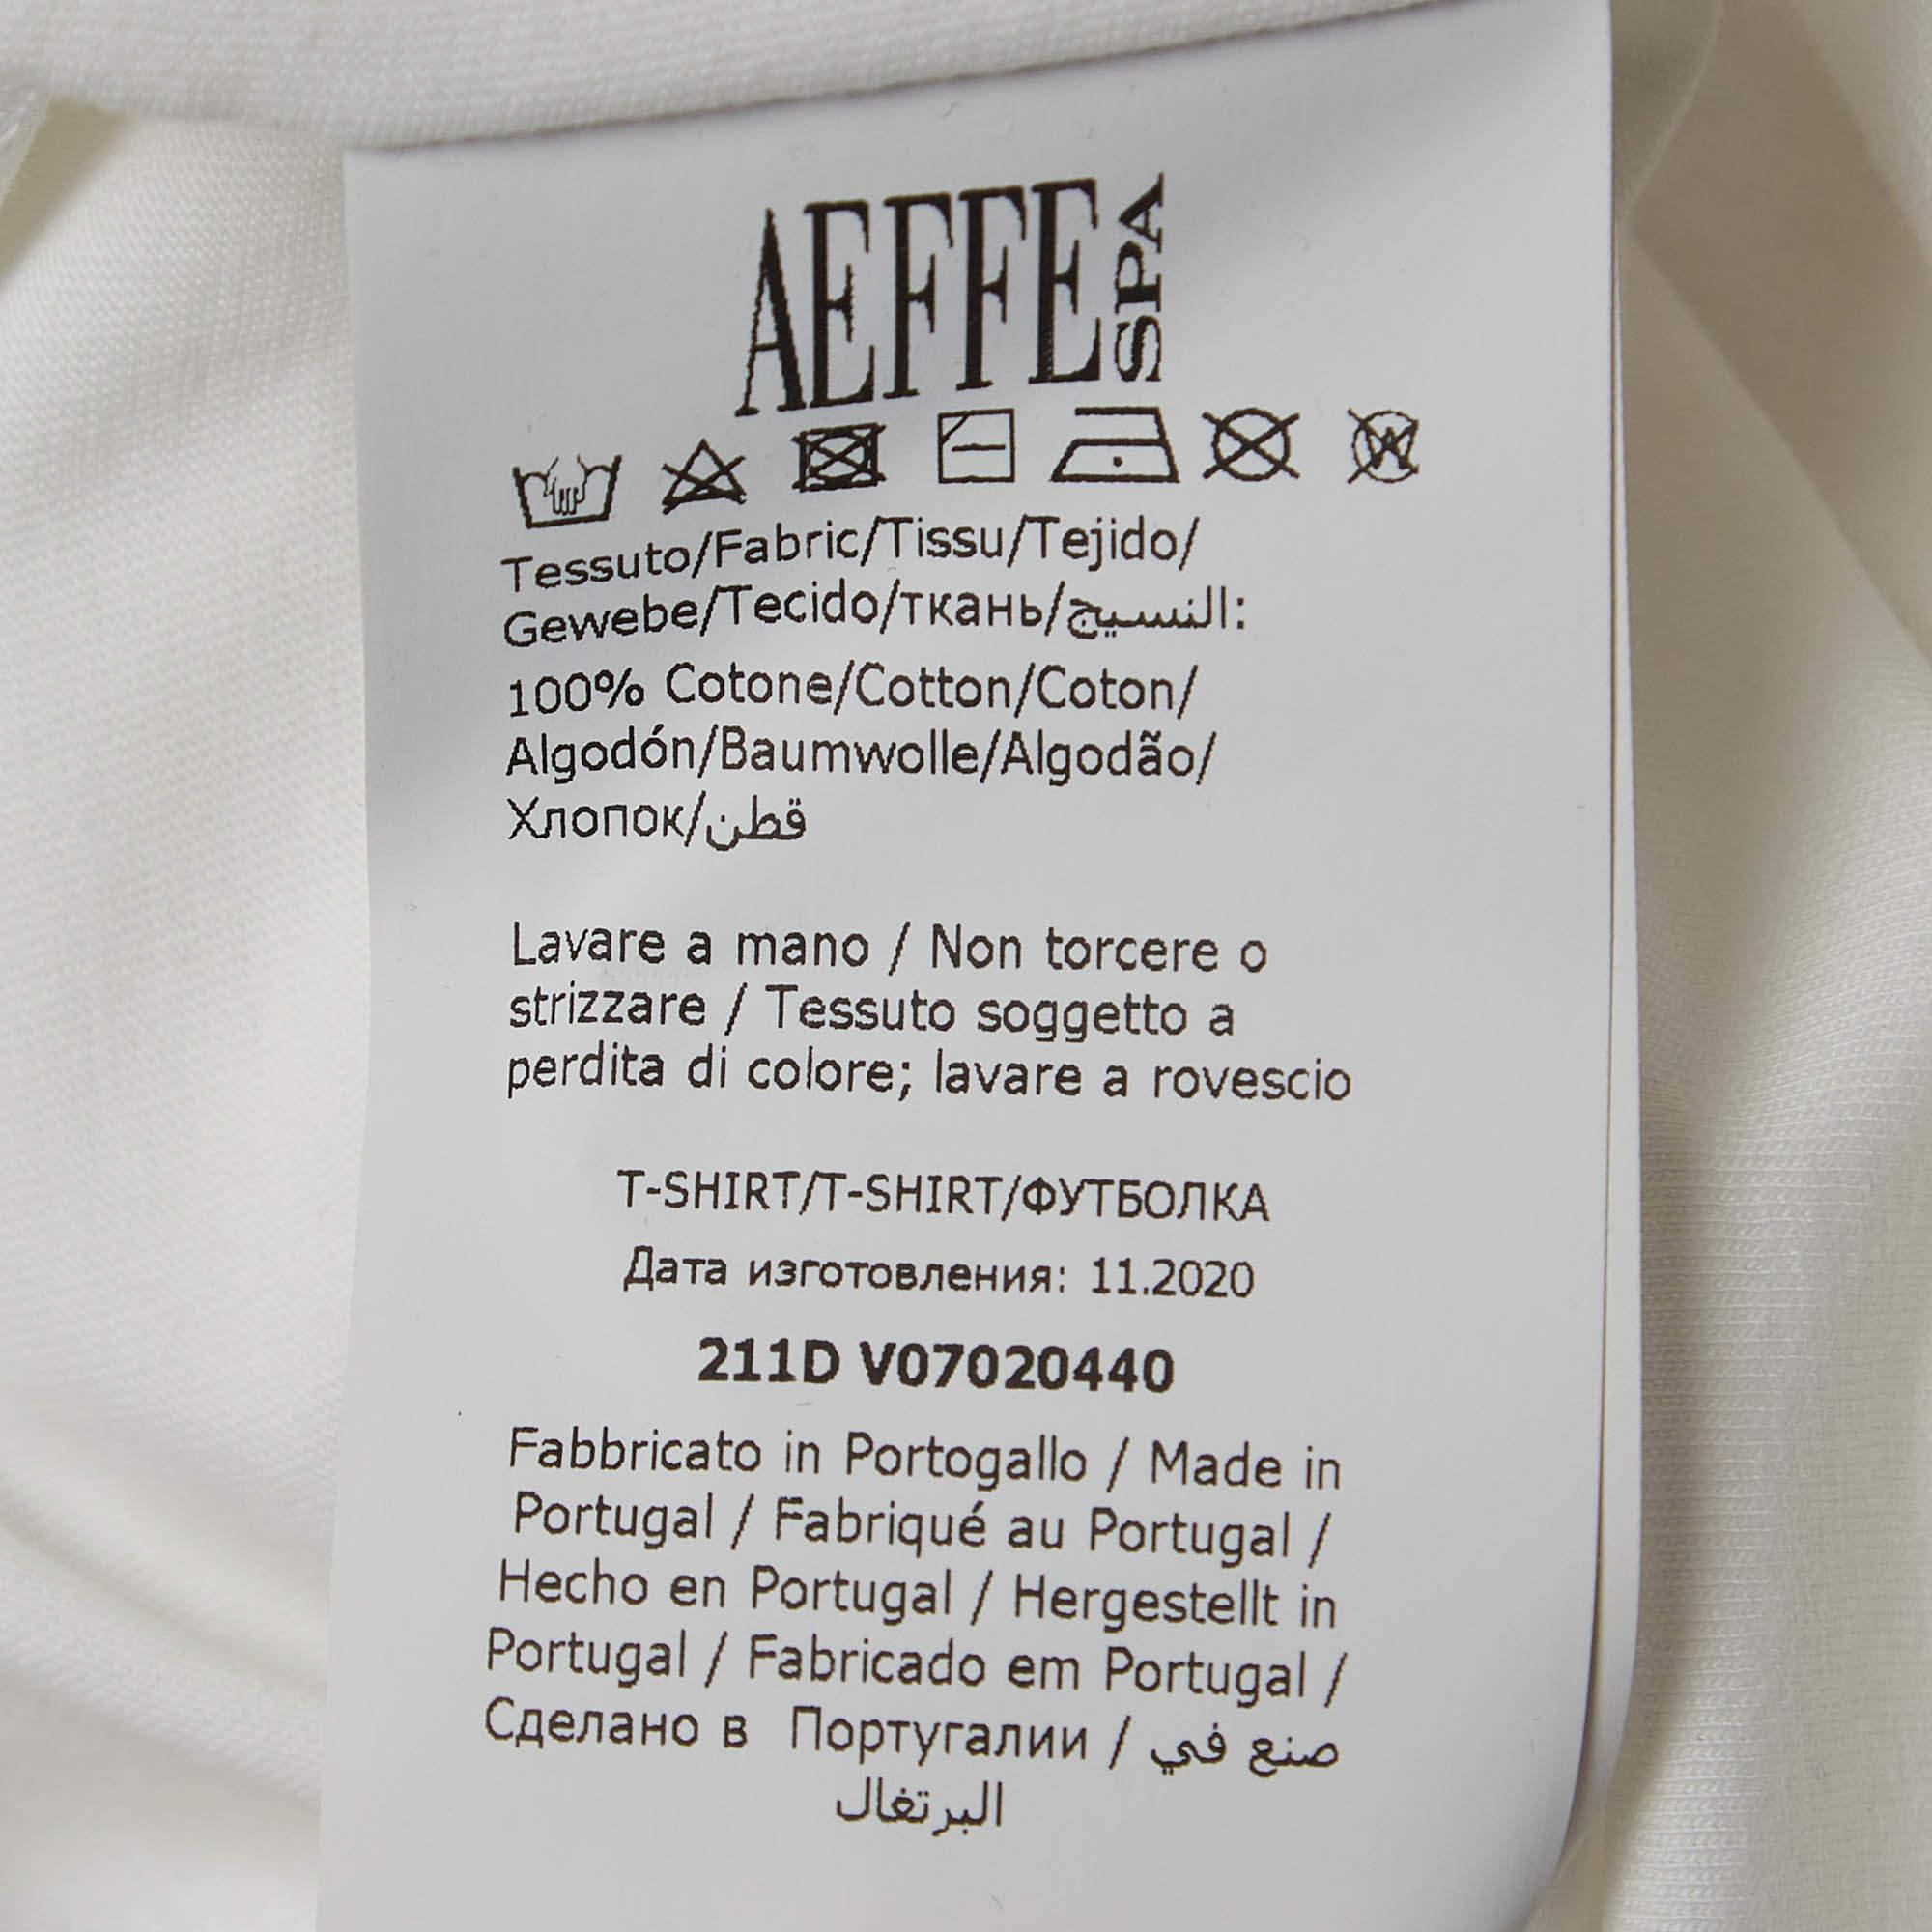 AEFFE SPA
Tessuto/Fabric/Tissu/Tejido/
Gewebe/Tecido/ткань/النسيج:
100% Cotone/Cotton/Coton/
Algodón/Baumwolle/Algodão/
Хлопок/قطن
Lavare a mano / Non torcere o
strizzare / Tessuto soggetto a
perdita di colore; lavare a rovescio
T-SHIRT/T-SHIRT/ФУТБОЛКА
Дата изготовления: 11.2020
211D V07020440
Fabbricato in Portogallo / Made in
Portugal / Fabriqué au Portugal /
Hecho en Portugal / Hergestellt in
Portugal / Fabricado em Portugal /
Сделано в Португалии / صنع في
البرتغال